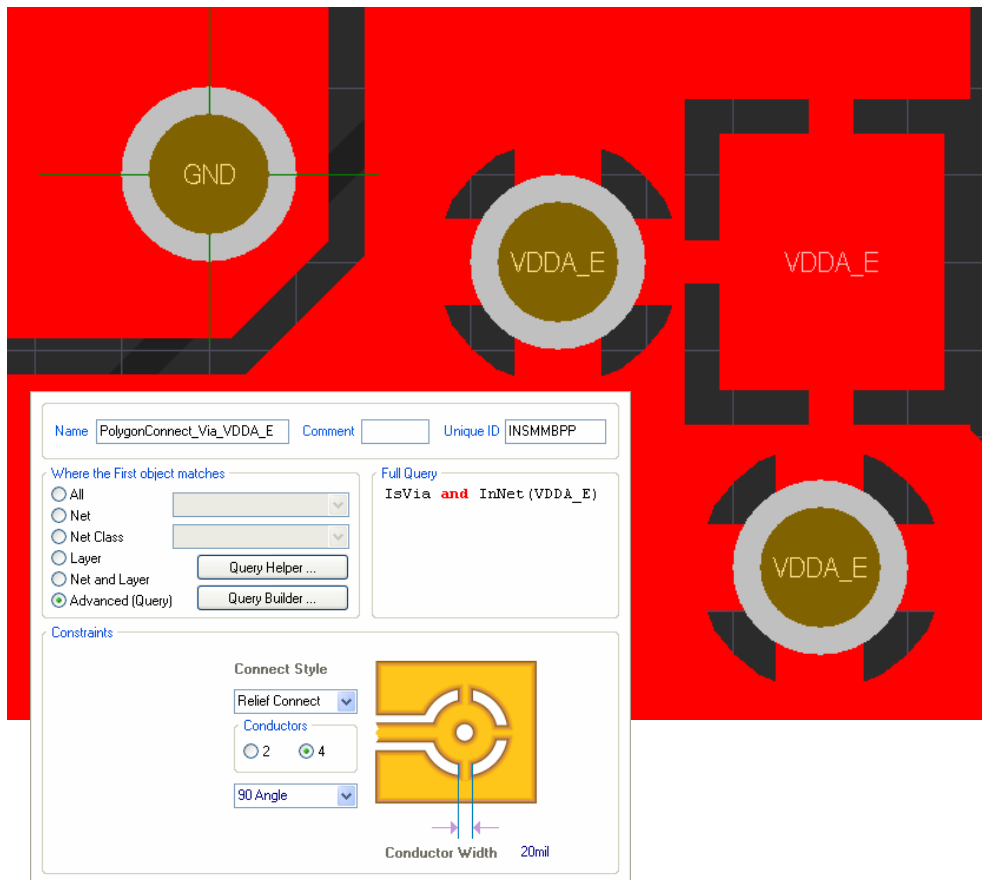 GND
VDDA_E
VDDA_E
VDDA_E
Name PolygonConnect_Via_VDDA_E Comment Unique ID INSMMBPP
Where the First object matches
All
Net
Net Class
Layer
Net and Layer
Advanced (Query)
Query Helper ...
Query Builder ...
Full Query
IsVia and InNet(VDDA_E)
Constraints
Connect Style
Relief Connect
Conductors
2 4
90 Angle
Conductor Width 20mil